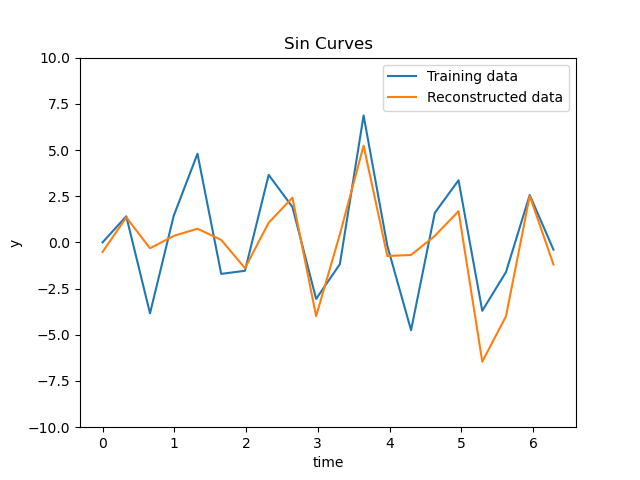 Sin Curves
Training data
Reconstructed data
10.0
7.5
5.0
2.5
0.0
−2.5
−5.0
−7.5
−10.0
y
0 1 2 3 4 5 6
time